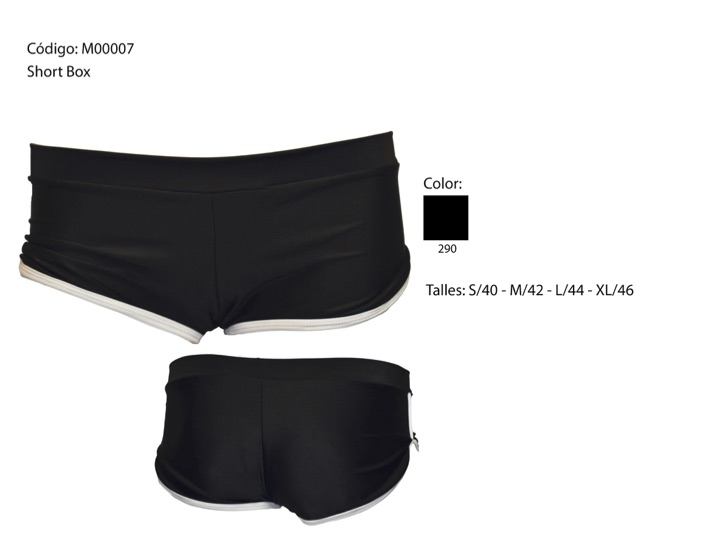 Código: M00007
Short Box
Color:
290
Talles: S/40 - M/42 - L/44 - XL/46